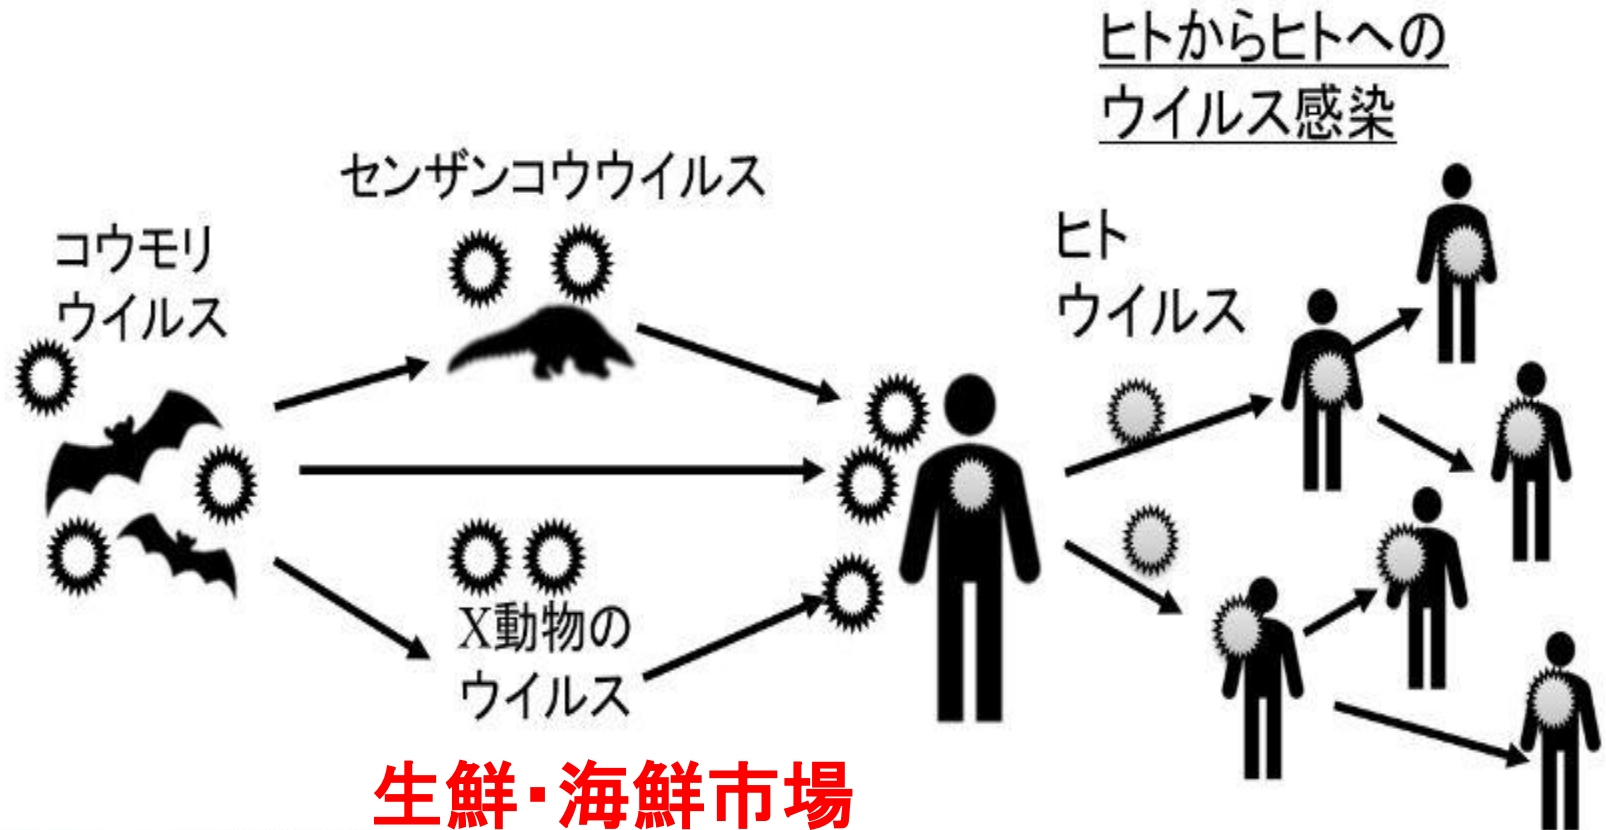 ヒトからヒトへの
ウイルス感染
センザンコウウイルス
コウモリ
ウイルス
ヒト
ウイルス
X動物の
ウイルス
生鮮・海鮮市場